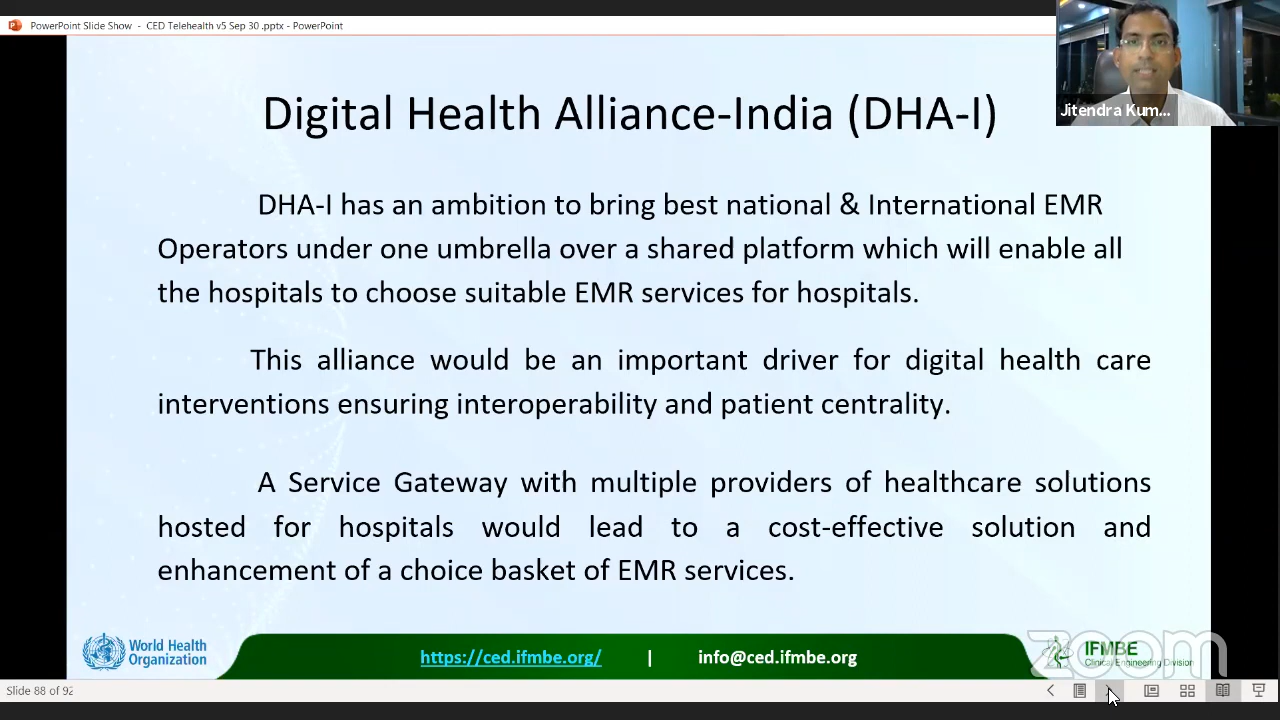 PowerPoint Slide Show - CED Telehealth v5 Sep 30 .pptx - PowerPoint
Jitendra Kum...
Digital Health Alliance-India (DHA-I)
DHA-I has an ambition to bring best national & International EMR
Operators under one umbrella over a shared platform which will enable all
the hospitals to choose suitable EMR services for hospitals.
This alliance would be an important driver for digital health care
interventions ensuring interoperability and patient centrality.
A Service Gateway with multiple providers of healthcare solutions
hosted for hospitals would lead to a cost-effective solution and
enhancement of a choice basket of EMR services.
World Health
Organization
https://ced.ifmbe.org/ | info@ced.ifmbe.org
IFMBE
Clinical Engineering Division
zoom
Slide 88 of 92